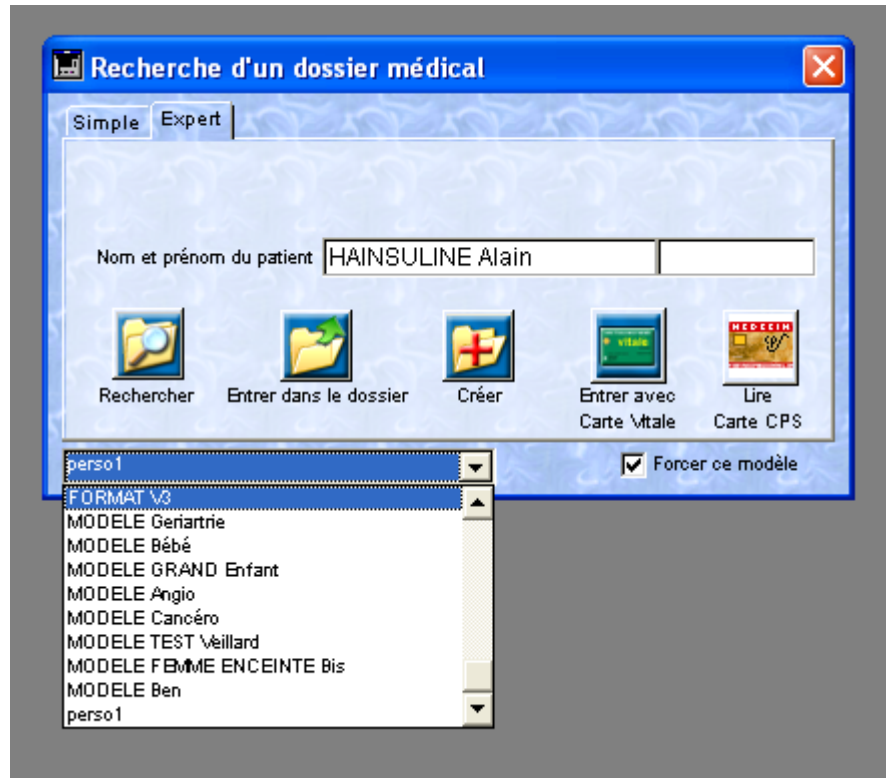 Recherche d'un dossier médical
Simple Expert
Nom et prénom du patient HAINSULINE Alain
vitale
MEDECIN
Rechercher Entrer dans le dossier Créer Entrer avec Carte Vitale Lire Carte CPS
perso1 Forcer ce modèle
FORMAT V3
MODELE Geriartrie
MODELE Bébé
MODELE GRAND Enfant
MODELE Angio
MODELE Cancéro
MODELE TEST Veillard
MODELE FEMME ENCEINTE Bis
MODELE Ben
perso1